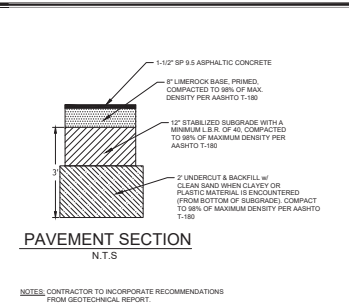 1-1/2" SP 9.5 ASPHALTIC CONCRETE
8" LIMEROCK BASE, PRIMED,
COMPACTED TO 98% OF MAX.
DENSITY PER AASHTO T-180
12" STABILIZED SUBGRADE WITH A
MINIMUM L.B.R. OF 40, COMPACTED
TO 98% OF MAXIMUM DENSITY PER
AASHTO T-180
3'
2' UNDERCUT & BACKFILL w/
CLEAN SAND WHEN CLAYEY OR
PLASTIC MATERIAL IS ENCOUNTERED
(FROM BOTTOM OF SUBGRADE). COMPACT
TO 98% OF MAXIMUM DENSITY PER AASHTO
T-180
PAVEMENT SECTION
N.T.S
NOTES: CONTRACTOR TO INCORPORATE RECOMMENDATIONS
FROM GEOTECHNICAL REPORT.